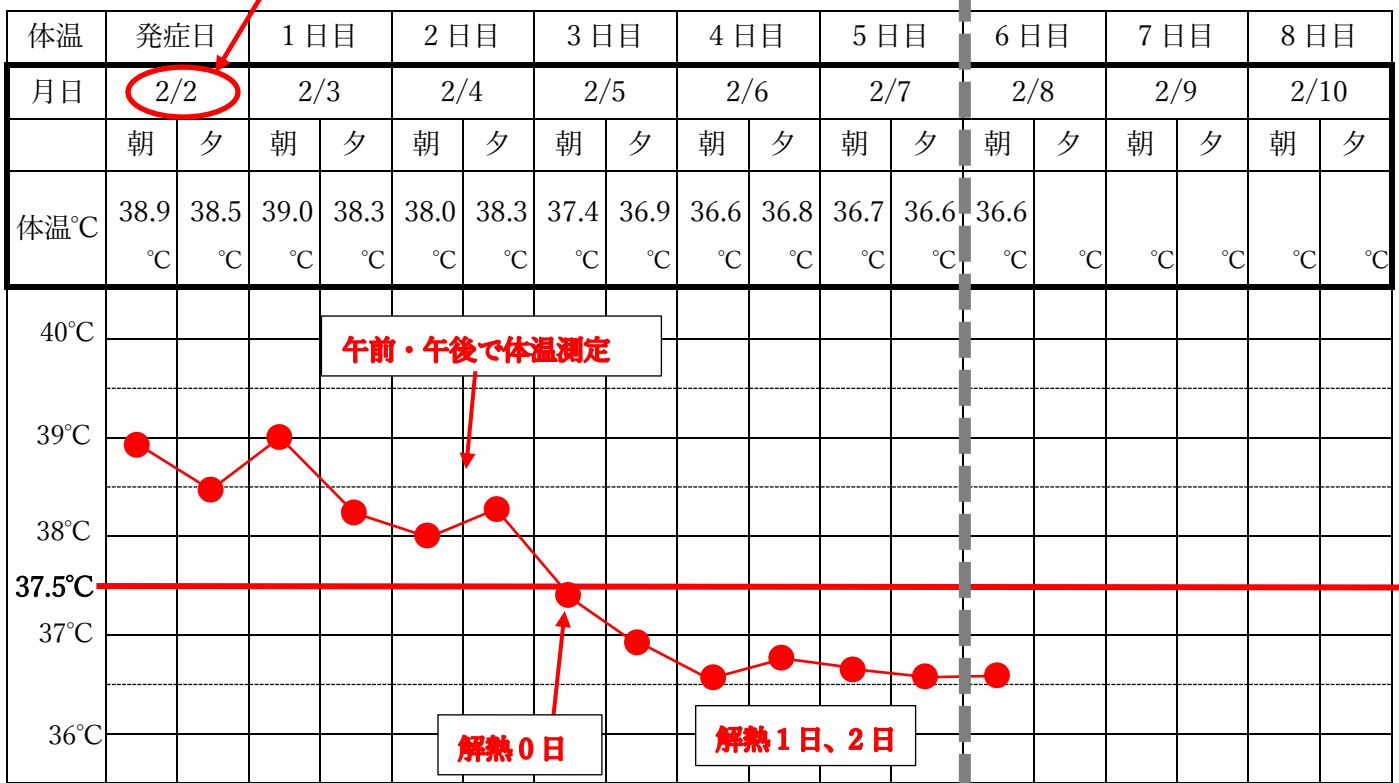 体温 発症日 1日目 2日目 3日目 4日目 5日目 6日目 7日目 8日目
月日 2/2 2/3 2/4 2/5 2/6 2/7 2/8 2/9 2/10
朝 夕 朝 夕 朝 夕 朝 夕 朝 夕 朝 夕 朝 夕 朝 夕 朝 夕
体温℃ 38.9 38.5 39.0 38.3 38.0 38.3 37.4 36.9 36.6 36.8 36.7 36.6 36.6
℃ ℃ ℃ ℃ ℃ ℃ ℃ ℃ ℃ ℃ ℃ ℃ ℃ ℃ ℃ ℃ ℃ ℃
40℃
午前・午後で体温測定
39℃
38℃
37.5℃
37℃
36℃
解熱0日
解熱1日、2日